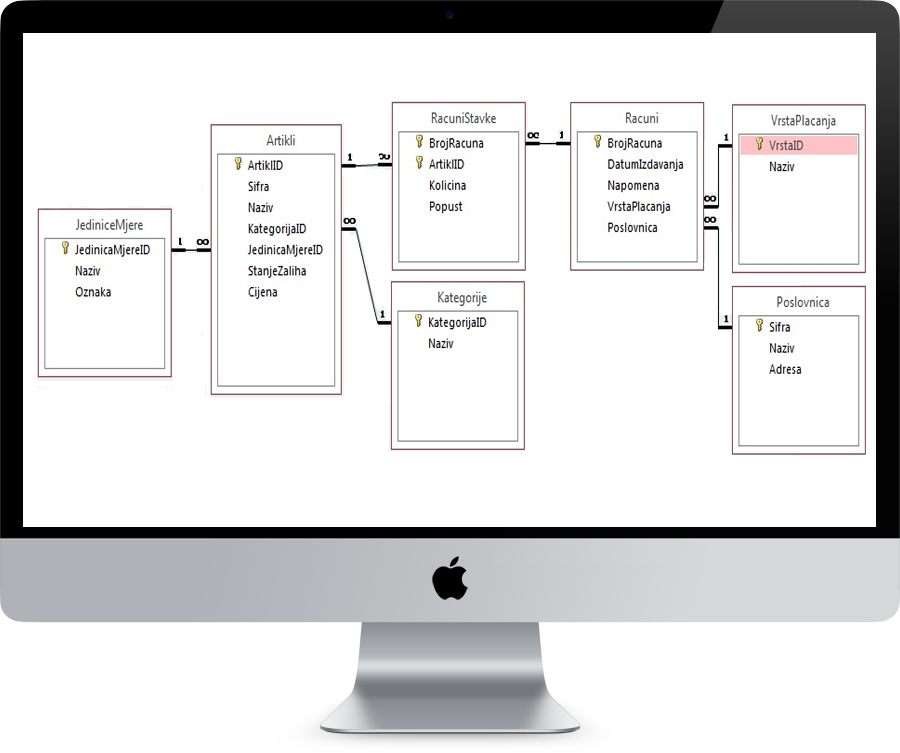 JediniceMjere
JedinicaMjereID
Naziv
Oznaka
1
∞
Artikli
ArtiklID
Sifra
Naziv
KategorijaID
JedinicaMjereID
StanjeZaliha
Cijena
1
∞
∞
1
RacuniStavke
BrojRacuna
ArtiklID
Kolicina
Popust
Kategorije
KategorijaID
Naziv
∞
1
Racuni
BrojRacuna
DatumIzdavanja
Napomena
VrstaPlacanja
Poslovnica
1
∞
∞
1
VrstaPlacanja
VrstaID
Naziv
Poslovnica
Sifra
Naziv
Adresa